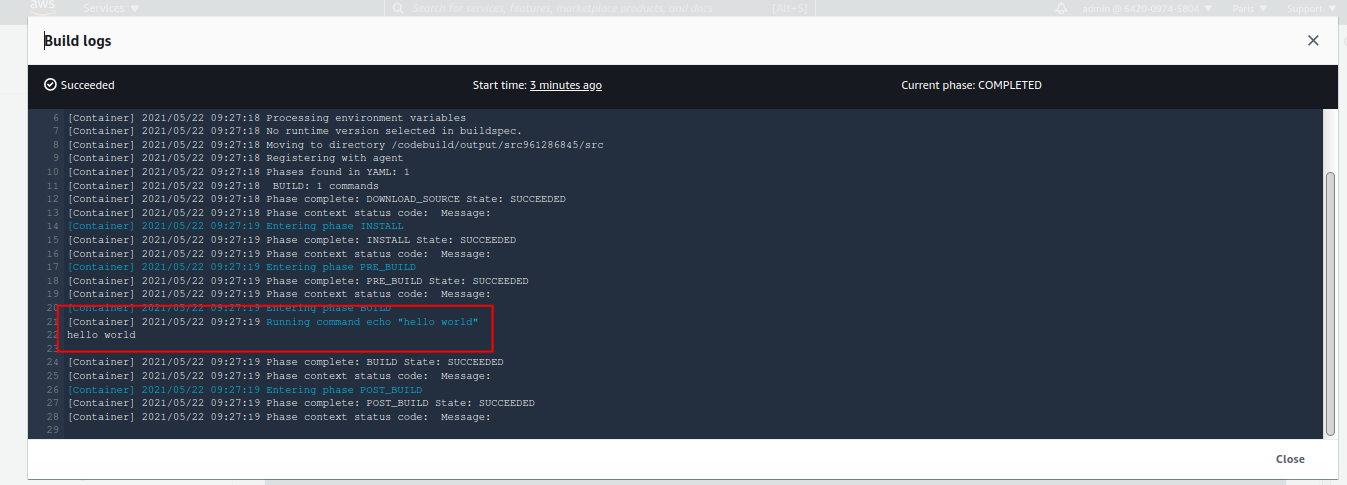 aws
Services ▼
Search for services, features, marketplace products, and docs
[Alt+S]
admin @ 6420-0974-5804 ▼
Paris ▼
Support ▼
Build logs
Succeeded
Start time: 3 minutes ago
Current phase: COMPLETED
6 [Container] 2021/05/22 09:27:18 Processing environment variables
7 [Container] 2021/05/22 09:27:18 No runtime version selected in buildspec.
8 [Container] 2021/05/22 09:27:18 Moving to directory /codebuild/output/src961286845/src
9 [Container] 2021/05/22 09:27:18 Registering with agent
10 [Container] 2021/05/22 09:27:18 Phases found in YAML: 1
11 [Container] 2021/05/22 09:27:18  BUILD: 1 commands
12 [Container] 2021/05/22 09:27:18 Phase complete: DOWNLOAD_SOURCE State: SUCCEEDED
13 [Container] 2021/05/22 09:27:18 Phase context status code:  Message:
14 [Container] 2021/05/22 09:27:19 Entering phase INSTALL
15 [Container] 2021/05/22 09:27:19 Phase complete: INSTALL State: SUCCEEDED
16 [Container] 2021/05/22 09:27:19 Phase context status code:  Message:
17 [Container] 2021/05/22 09:27:19 Entering phase PRE_BUILD
18 [Container] 2021/05/22 09:27:19 Phase complete: PRE_BUILD State: SUCCEEDED
19 [Container] 2021/05/22 09:27:19 Phase context status code:  Message:
20 [Container] 2021/05/22 09:27:19 Entering phase BUILD
21 [Container] 2021/05/22 09:27:19 Running command echo "hello world"
22 hello world
23
24 [Container] 2021/05/22 09:27:19 Phase complete: BUILD State: SUCCEEDED
25 [Container] 2021/05/22 09:27:19 Phase context status code:  Message:
26 [Container] 2021/05/22 09:27:19 Entering phase POST_BUILD
27 [Container] 2021/05/22 09:27:19 Phase complete: POST_BUILD State: SUCCEEDED
28 [Container] 2021/05/22 09:27:19 Phase context status code:  Message:
29
Close